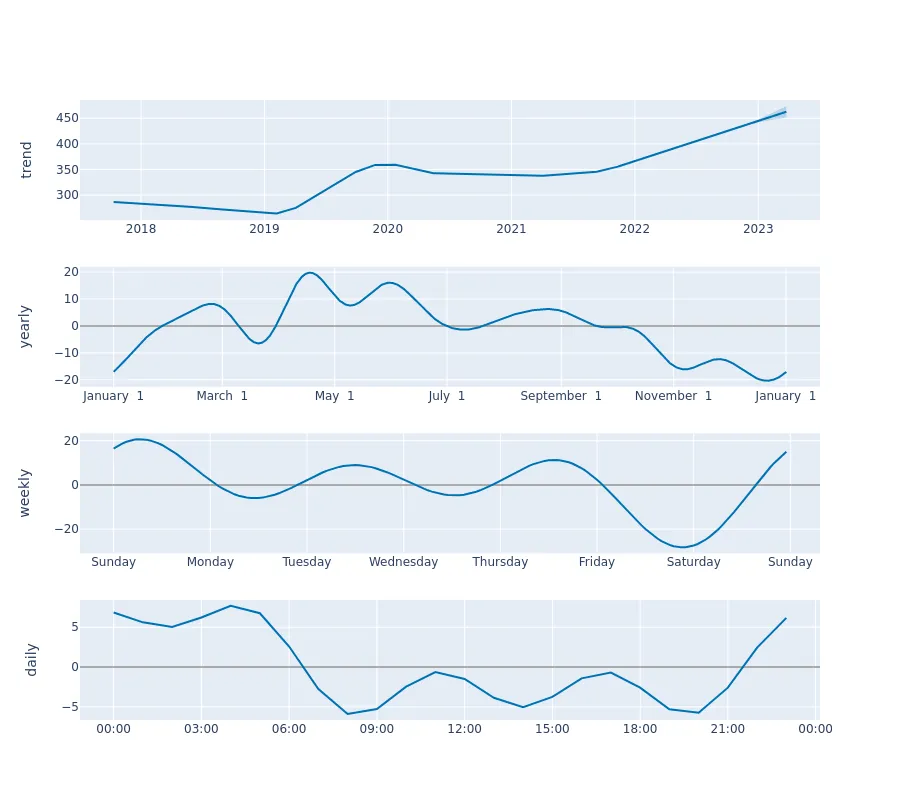 trend
450
400
350
300
2018 2019 2020 2021 2022 2023
yearly
20
10
0
−10
−20
January 1 March 1 May 1 July 1 September 1 November 1 January 1
weekly
20
0
−20
Sunday Monday Tuesday Wednesday Thursday Friday Saturday Sunday
daily
5
0
−5
00:00 03:00 06:00 09:00 12:00 15:00 18:00 21:00 00:00